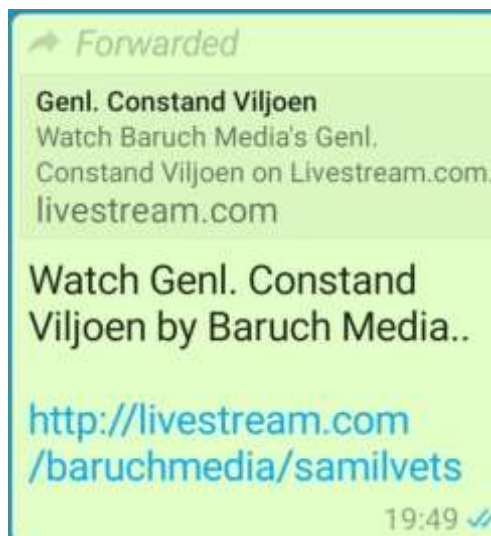 Forwarded
Genl. Constand Viljoen
Watch Baruch Media's Genl.
Constand Viljoen on Livestream.com.
livestream.com
Watch Genl. Constand
Viljoen by Baruch Media..
http://livestream.com
/baruchmedia/samilvets
19:49